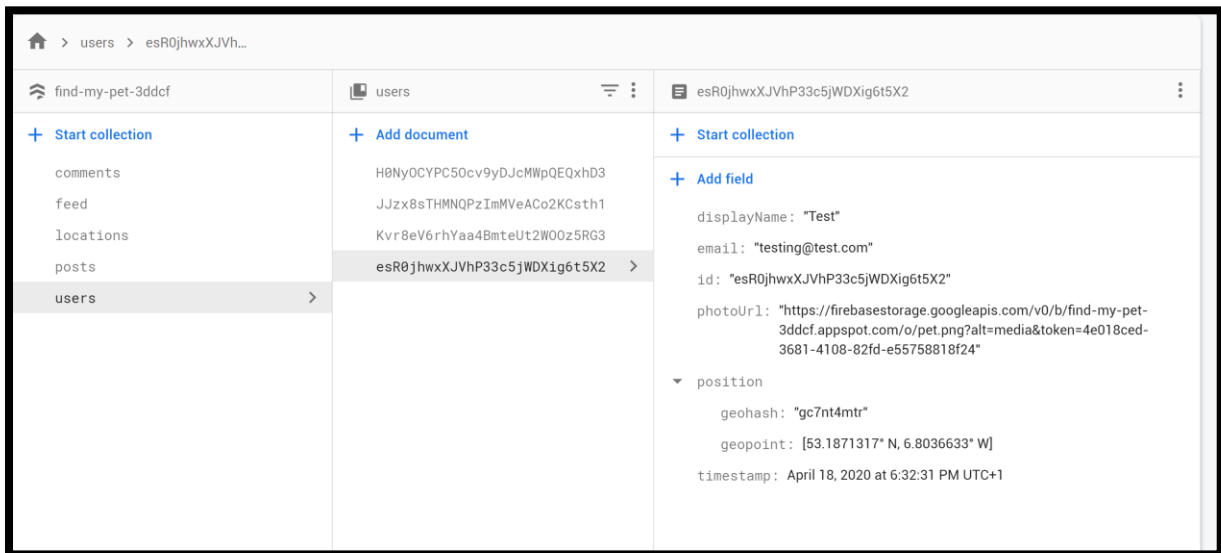 users > esR0jhwxXJVh…
find-my-pet-3ddcf
users
esR0jhwxXJVhP33c5jWDXig6t5X2
+ Start collection
+ Add document
+ Start collection
comments
feed
locations
posts
users
H0NyOCYPC5Ocv9yDJcMWpQEQxhD3
JJzx8sTHMNQPzImMVeACo2KCsth1
Kvr8eV6rhYaa4BmteUt2WOOz5RG3
esR0jhwxXJVhP33c5jWDXig6t5X2
+ Add field
displayName: "Test"
email: "testing@test.com"
id: "esR0jhwxXJVhP33c5jWDXig6t5X2"
photoUrl: "https://firebasestorage.googleapis.com/v0/b/find-my-pet-
3ddcf.appspot.com/o/pet.png?alt=media&token=4e018ced-
3681-4108-82fd-e55758818f24"
position
geohash: "gc7nt4mtr"
geopoint: [53.1871317° N, 6.8036633° W]
timestamp: April 18, 2020 at 6:32:31 PM UTC+1